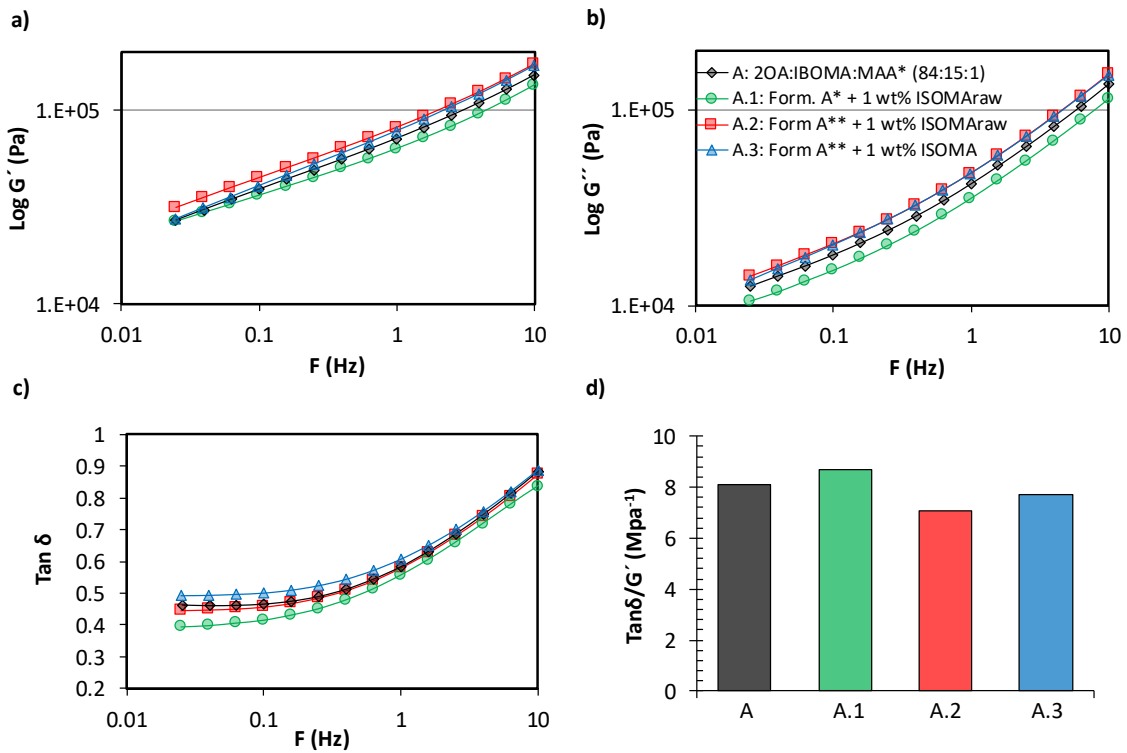 a)
Log G´ (Pa)
1.E+05
1.E+04
0.01
0.1
1
10
F (Hz)
b)
Log G´´ (Pa)
1.E+05
1.E+04
0.01
0.1
1
10
F (Hz)
A: 2OA:IBOMA:MAA* (84:15:1)
A.1: Form. A* + 1 wt% ISOMAraw
A.2: Form A** + 1 wt% ISOMAraw
A.3: Form A** + 1 wt% ISOMA
c)
Tan δ
1
0.9
0.8
0.7
0.6
0.5
0.4
0.3
0.2
0.01
0.1
1
10
F (Hz)
d)
Tanδ/G´ (Mpa⁻¹)
10
8
6
4
2
0
A
A.1
A.2
A.3